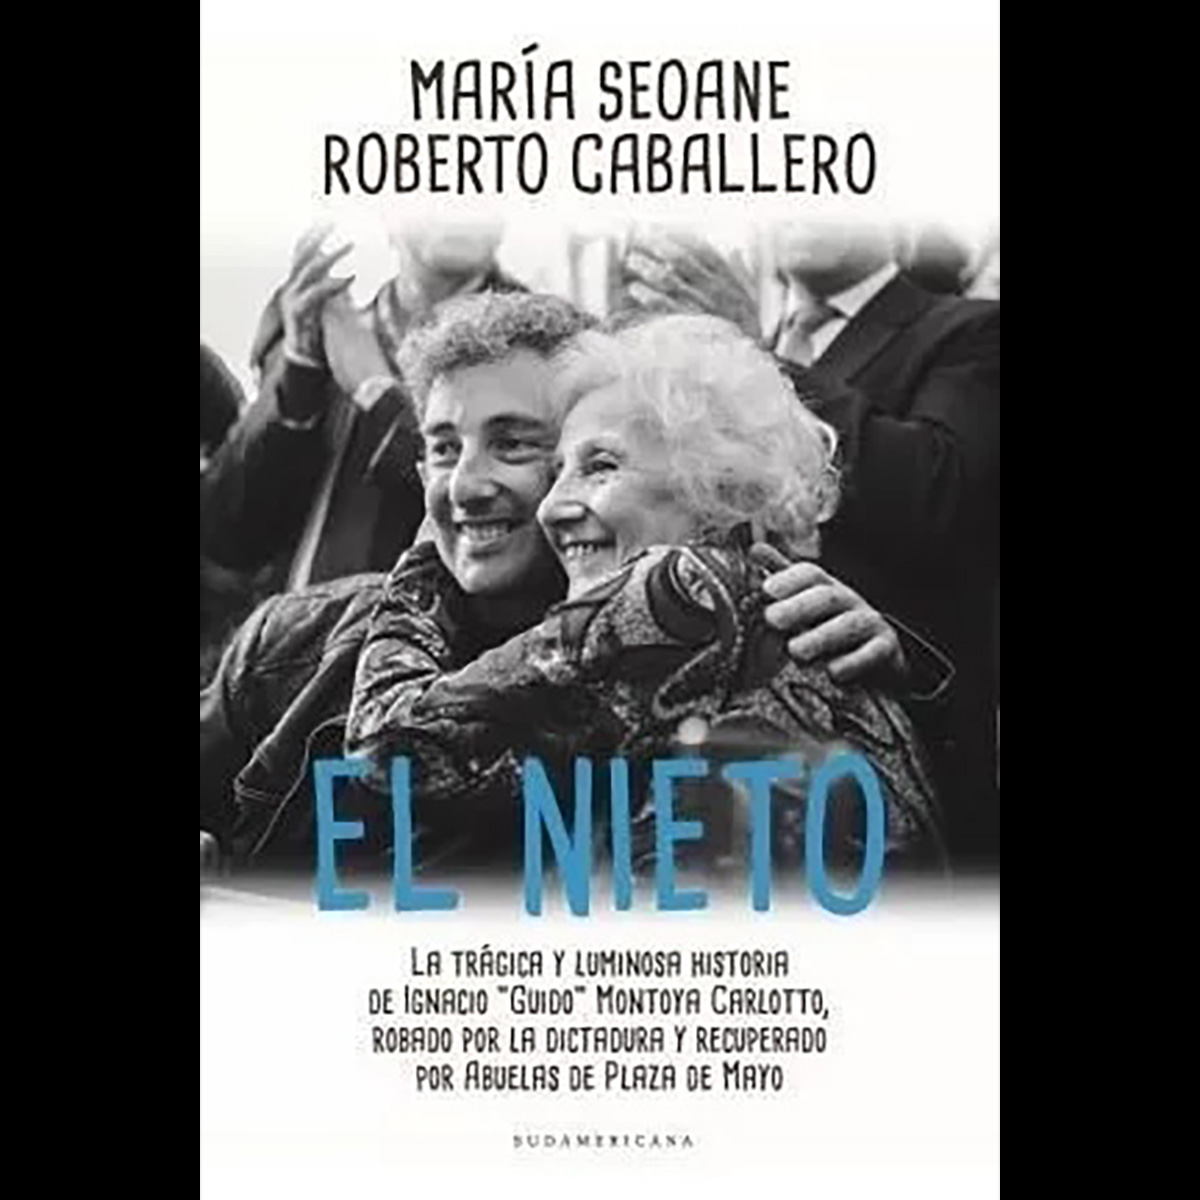 MARÍA SEOANE
ROBERTO CABALLERO
EL NIETO
LA TRÁGICA Y LUMINOSA HISTORIA
DE IGNACIO "GUIDO" MONTOYA CARLOTTO,
ROBADO POR LA DICTADURA Y RECUPERADO
POR ABUELAS DE PLAZA DE MAYO
SUDAMERICANA